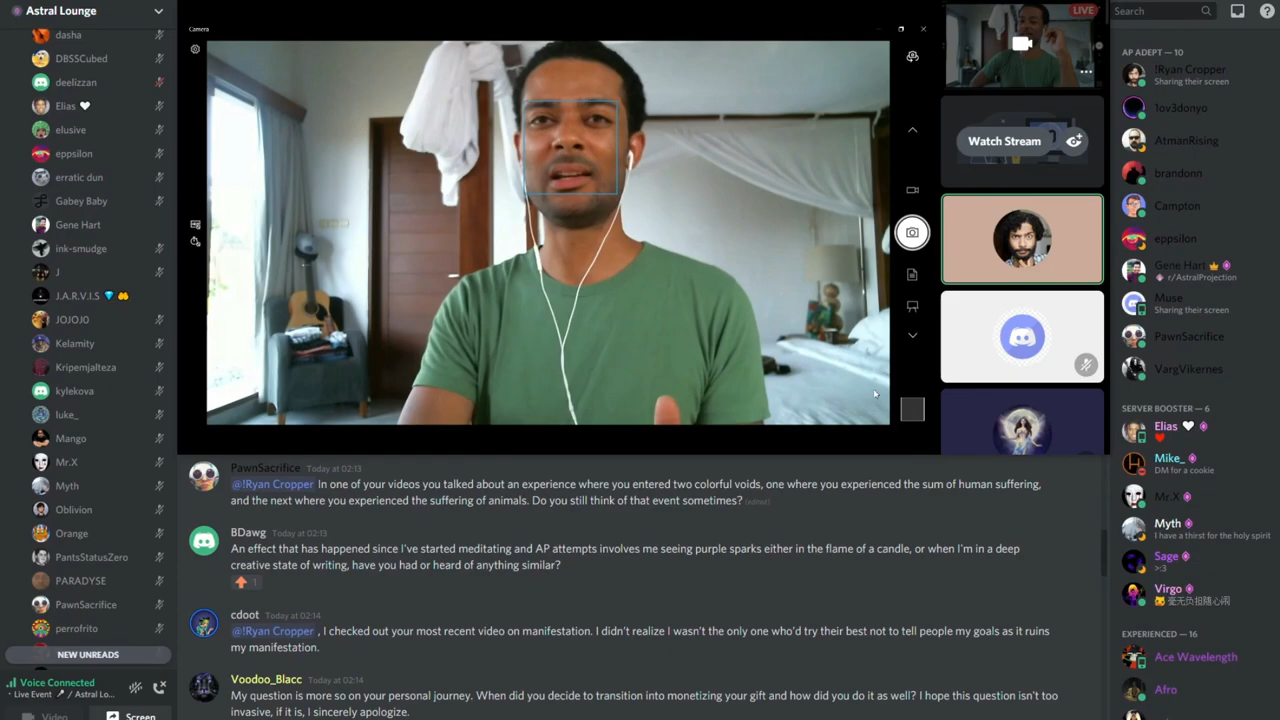 Astral Lounge
dasha
DBSSCubed
deelizzan
Elias
elusive
eppsilon
erratic dun
Gabey Baby
Gene Hart
ink-smudge
J
J.A.R.V.I.S
JOJOJ0
Kelamity
Kripemjalteza
kylekova
luke_
Mango
Mr.X
Myth
Oblivion
Orange
PantsStatusZero
PARADYSE
PawnSacrifice
perrofrito
NEW UNREADS
Voice Connected
Live Event / Astral Lo...
Video
Screen
Camera
LIVE
Watch Stream
PawnSacrifice Today at 02:13
@!Ryan Cropper In one of your videos you talked about an experience where you entered two colorful voids, one where you experienced the sum of human suffering,
and the next where you experienced the suffering of animals. Do you still think of that event sometimes? (edited)
BDawg Today at 02:13
An effect that has happened since I've started meditating and AP attempts involves me seeing purple sparks either in the flame of a candle, or when I'm in a deep
creative state of writing, have you had or heard of anything similar?
1
cdoot Today at 02:14
@!Ryan Cropper , I checked out your most recent video on manifestation. I didn't realize I wasn't the only one who'd try their best not to tell people my goals as it ruins
my manifestation.
Voodoo_Blacc Today at 02:14
My question is more so on your personal journey. When did you decide to transition into monetizing your gift and how did you do it as well? I hope this question isn't too
invasive, if it is, I sincerely apologize.
Search
AP ADEPT — 10
!Ryan Cropper
Sharing their screen
1ov3donyo
AtmanRising
brandonn
Campton
eppsilon
Gene Hart
r/AstralProjection
Muse
Sharing their screen
PawnSacrifice
VargVikernes
SERVER BOOSTER — 6
Elias
Mike_
DM for a cookie
Mr.X
Myth
I have a thirst for the holy spirit
Sage
>:3
Virgo
毫无负担随心闹
EXPERIENCED — 16
Ace Wavelength
Afro